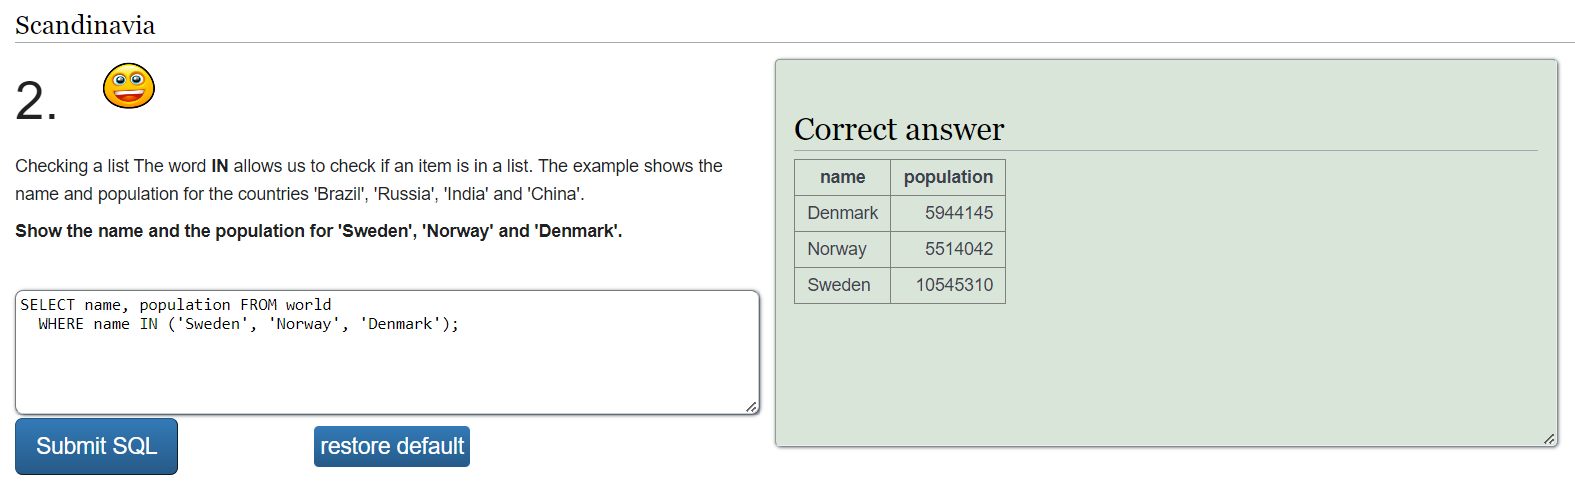 Scandinavia
2.
Checking a list The word IN allows us to check if an item is in a list. The example shows the
name and population for the countries 'Brazil', 'Russia', 'India' and 'China'.
Show the name and the population for 'Sweden', 'Norway' and 'Denmark'.
SELECT name, population FROM world
WHERE name IN ('Sweden', 'Norway', 'Denmark');
Submit SQL
restore default
Correct answer
name population
Denmark 5944145
Norway 5514042
Sweden 10545310